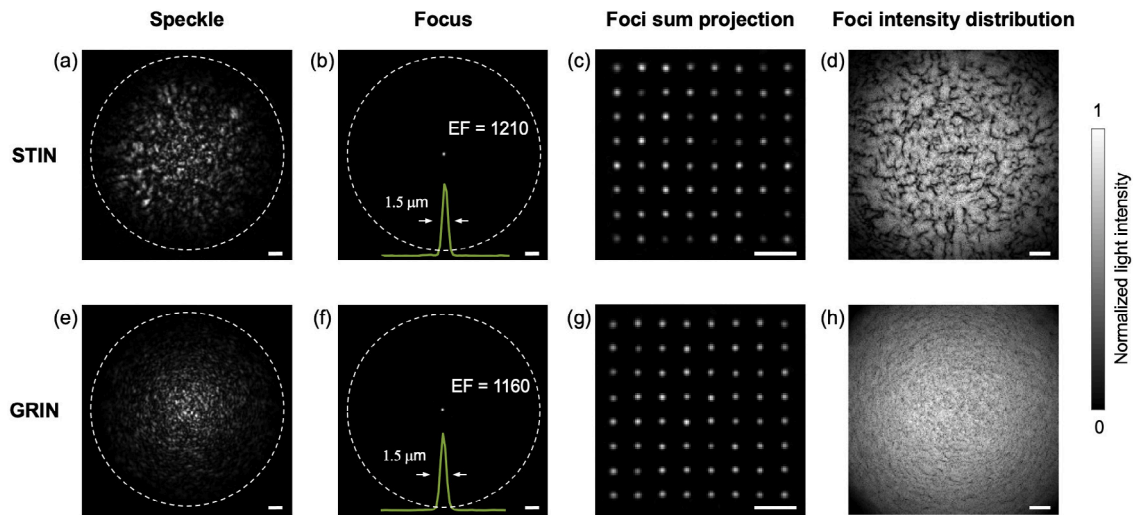 Speckle
Focus
Foci sum projection
Foci intensity distribution
(a)
(b)
(c)
(d)
STIN
EF = 1210
1.5 μm
1
Normalized light intensity
0
(e)
(f)
(g)
(h)
GRIN
EF = 1160
1.5 μm